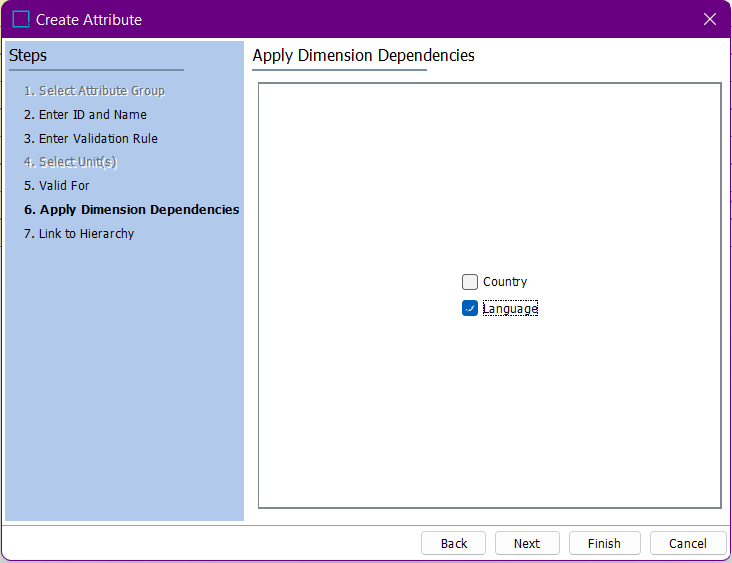 Create Attribute
Steps
1. Select Attribute Group
2. Enter ID and Name
3. Enter Validation Rule
4. Select Unit(s)
5. Valid For
6. Apply Dimension Dependencies
7. Link to Hierarchy
Apply Dimension Dependencies
Country
Language
Back Next Finish Cancel